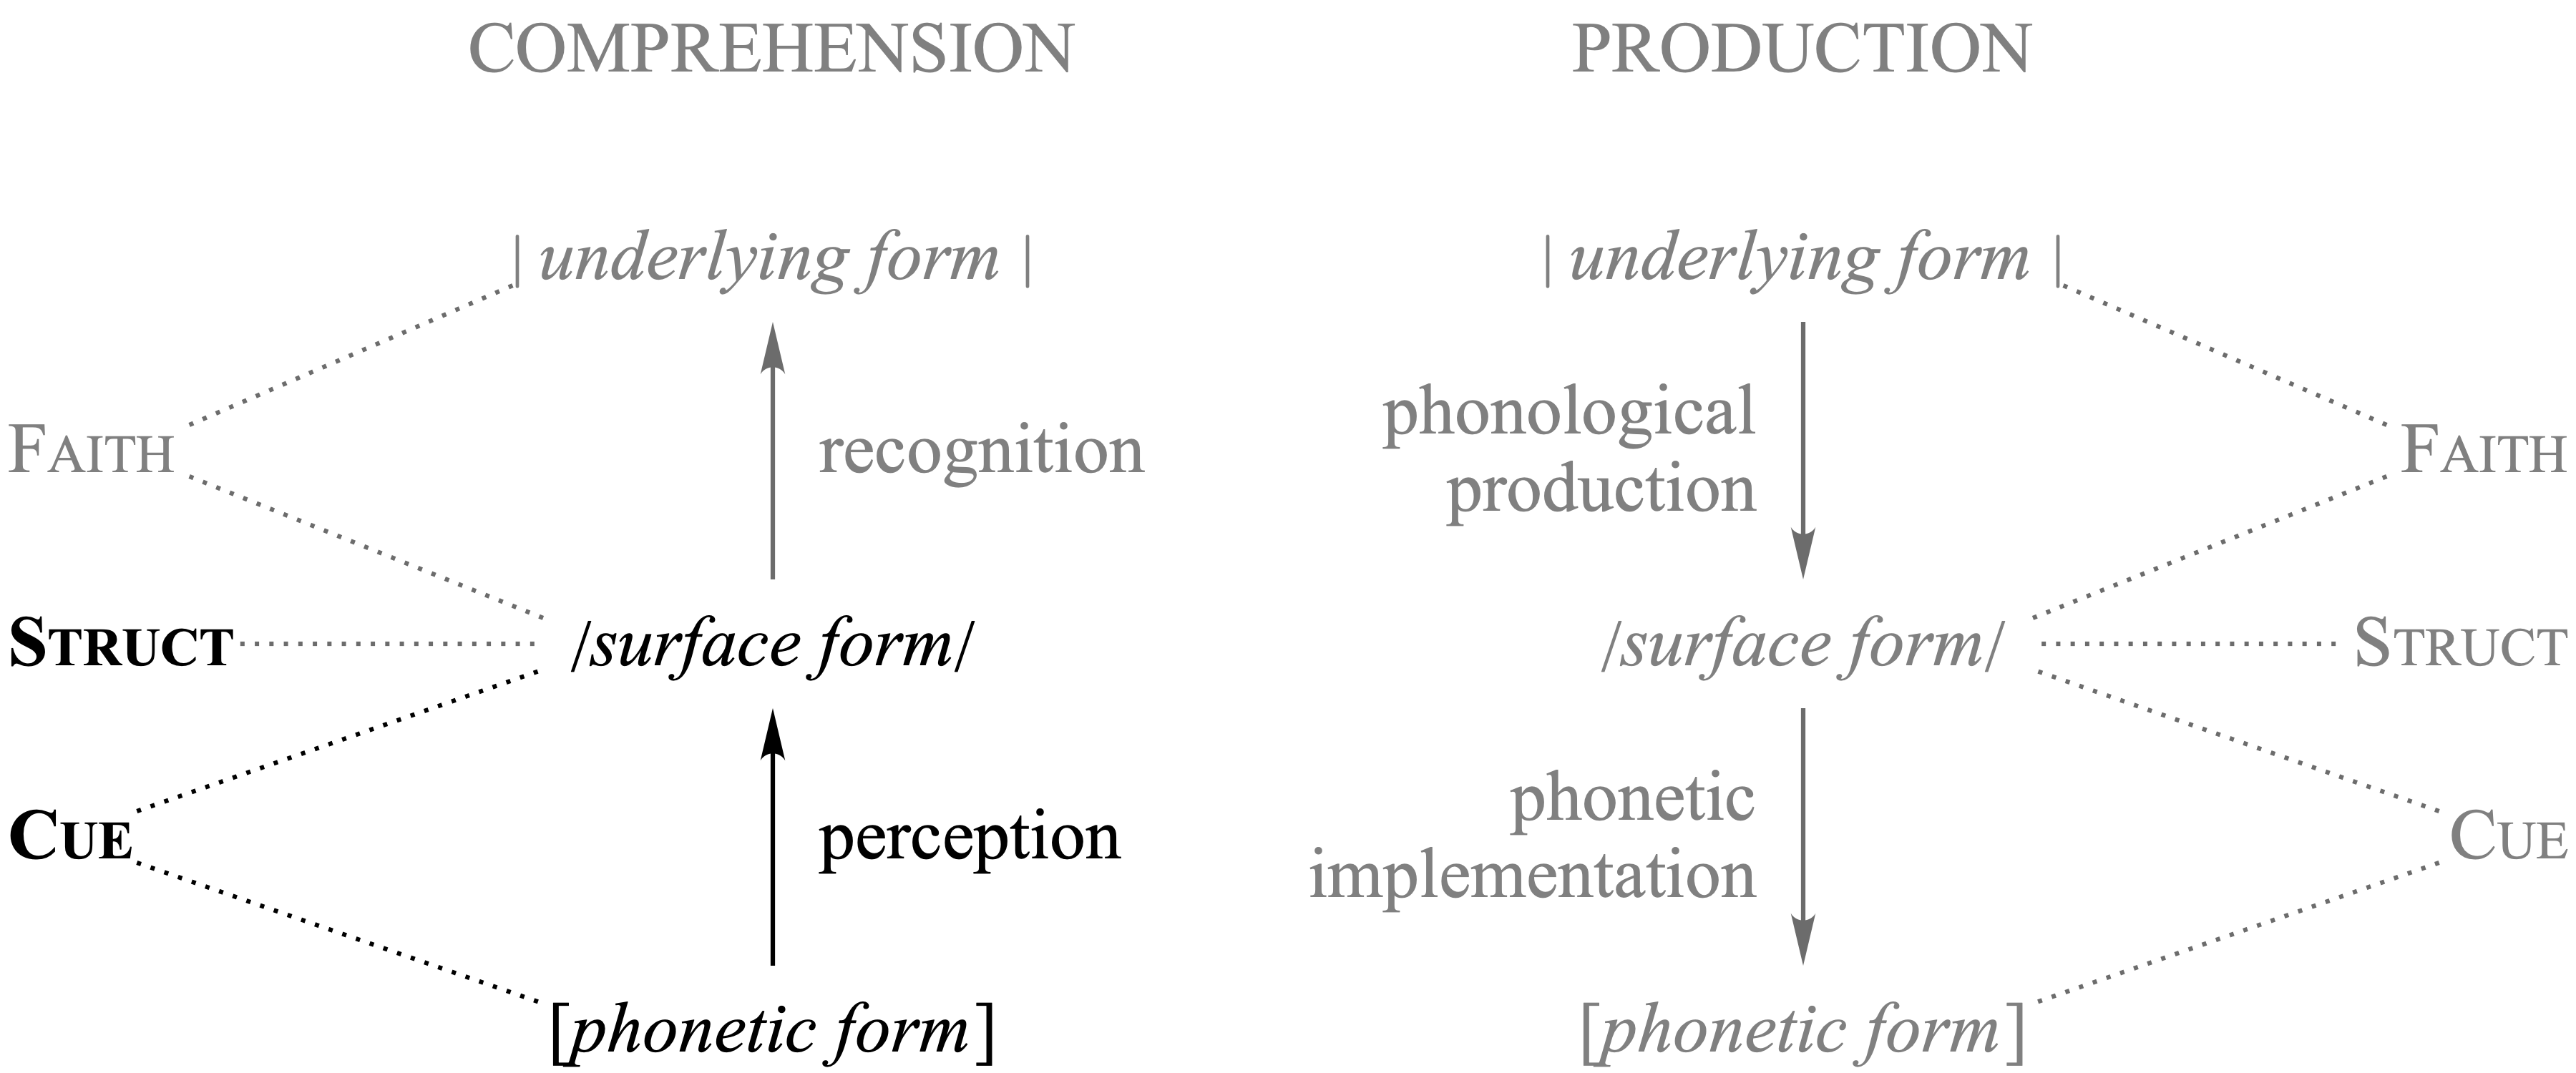 COMPREHENSION PRODUCTION
| underlying form | | underlying form |
FAITH recognition phonological production FAITH
STRUCT /surface form/ /surface form/ STRUCT
CUE perception phonetic implementation CUE
[phonetic form] [phonetic form]